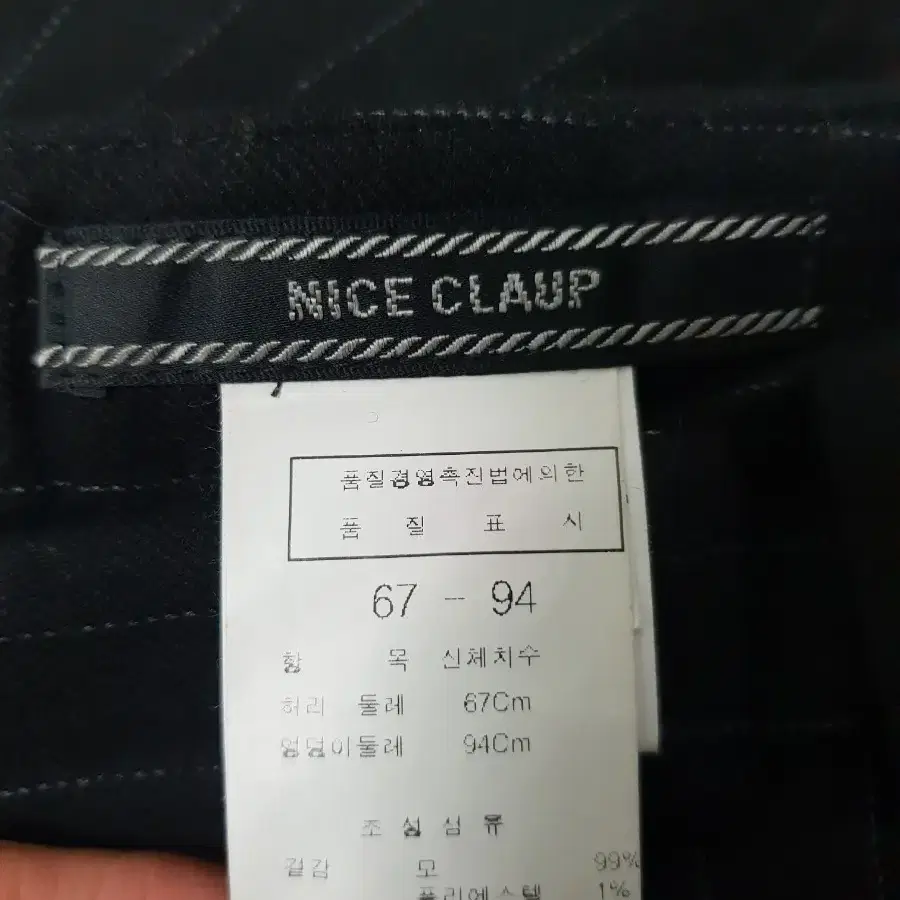 NICE CLAUP
품질경영촉진법에의한
품 질 표 시
67 - 94
항 목 신체치수
허리 둘레 67Cm
엉덩이둘레 94Cm
조 성 섬 유
겉감 모 99%
폴리에스텔 1%